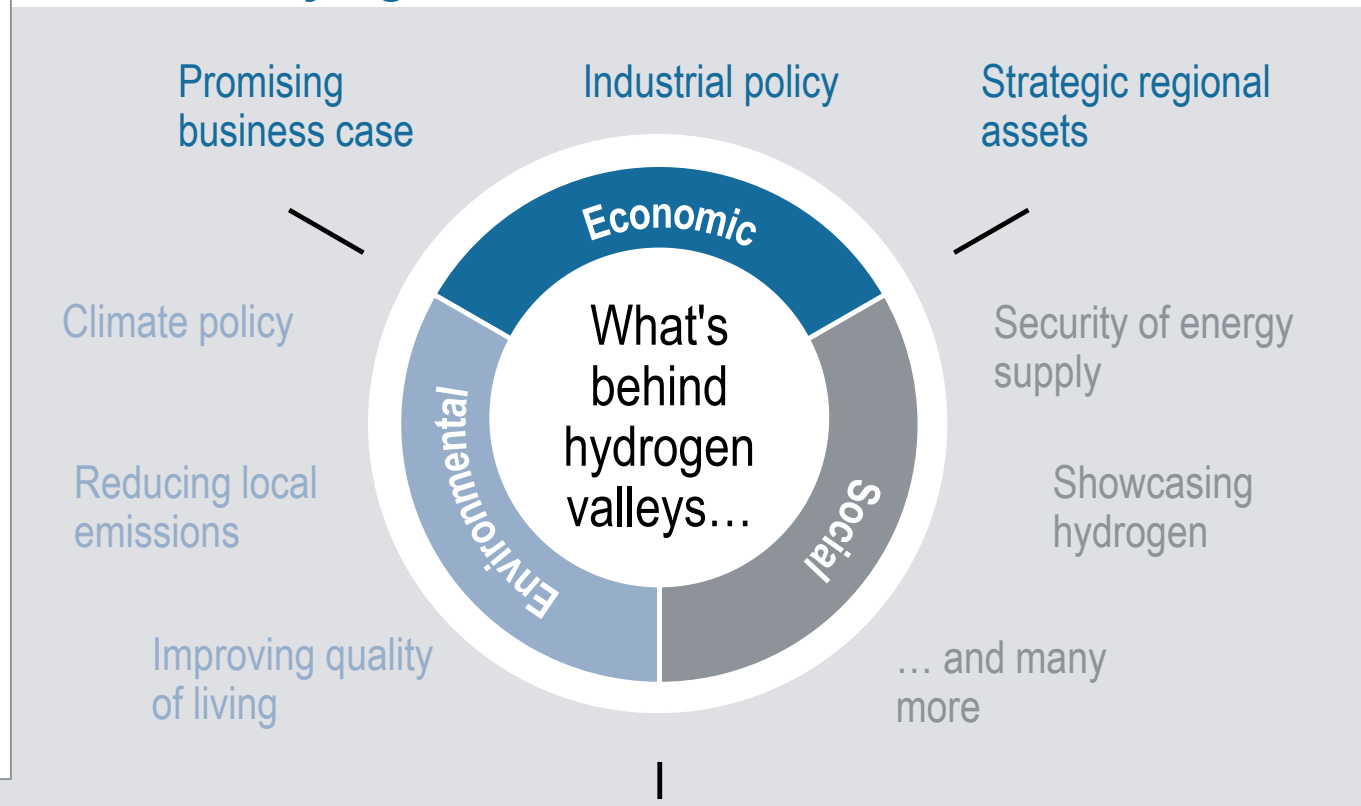 Promising
business case
Industrial policy
Strategic regional
assets
Economic
Climate policy
Environmental
What's
behind
hydrogen
valleys…
Social
Security of energy
supply
Reducing local
emissions
Showcasing
hydrogen
Improving quality
of living
… and many
more